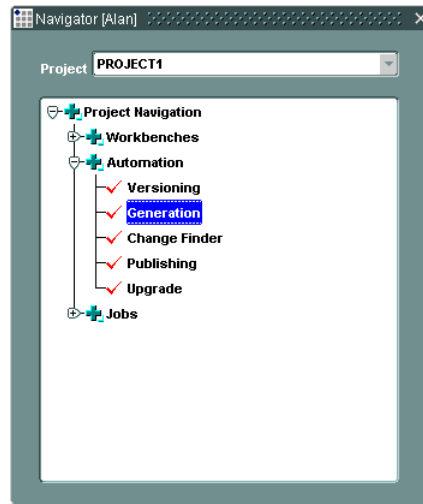 Navigator [Alan]
Project PROJECT1
Project Navigation
Workbenches
Automation
Versioning
Generation
Change Finder
Publishing
Upgrade
Jobs